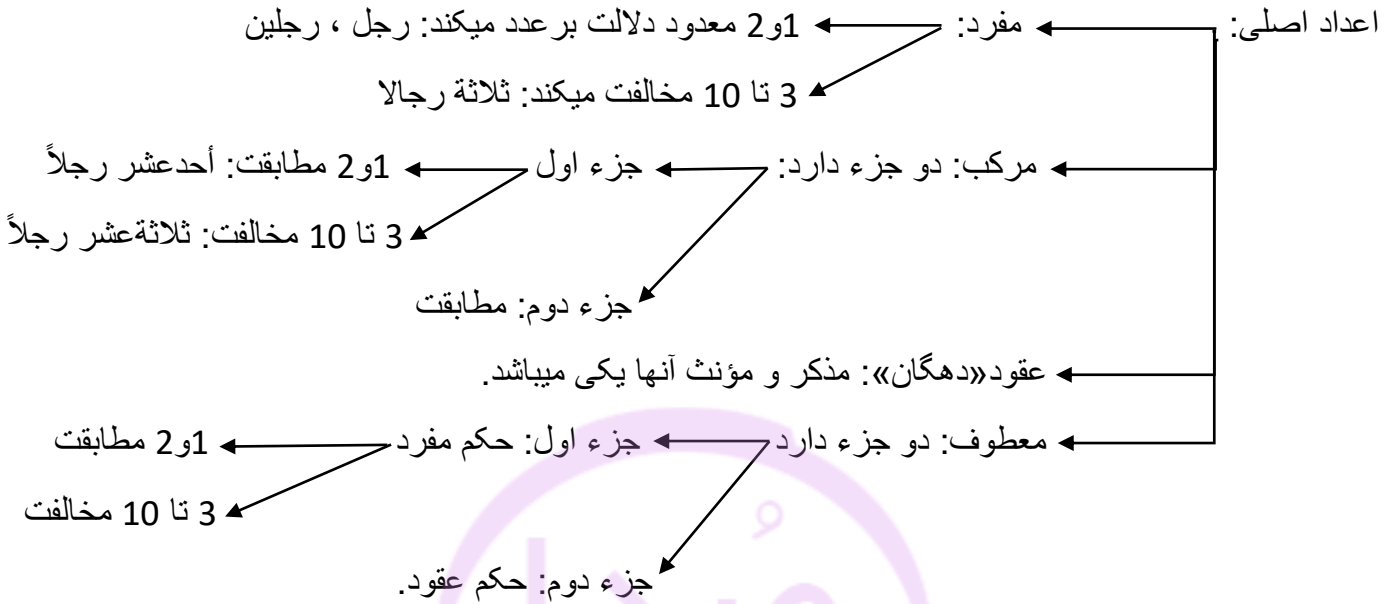 اعداد اصلی: مفرد: 1و2 معدود دلالت برعدد میکند: رجل ، رجلین
3 تا 10 مخالفت میکند: ثلاثة رجالا
مرکب: دو جزء دارد: جزء اول 1و2 مطابقت: أحدعشر رجلاً
3 تا 10 مخالفت: ثلاثةعشر رجلاً
جزء دوم: مطابقت
عقود«دهگان»: مذکر و مؤنث آنها یکی میباشد.
معطوف: دو جزء دارد جزء اول: حکم مفرد 1و2 مطابقت
3 تا 10 مخالفت
جزء دوم: حکم عقود.